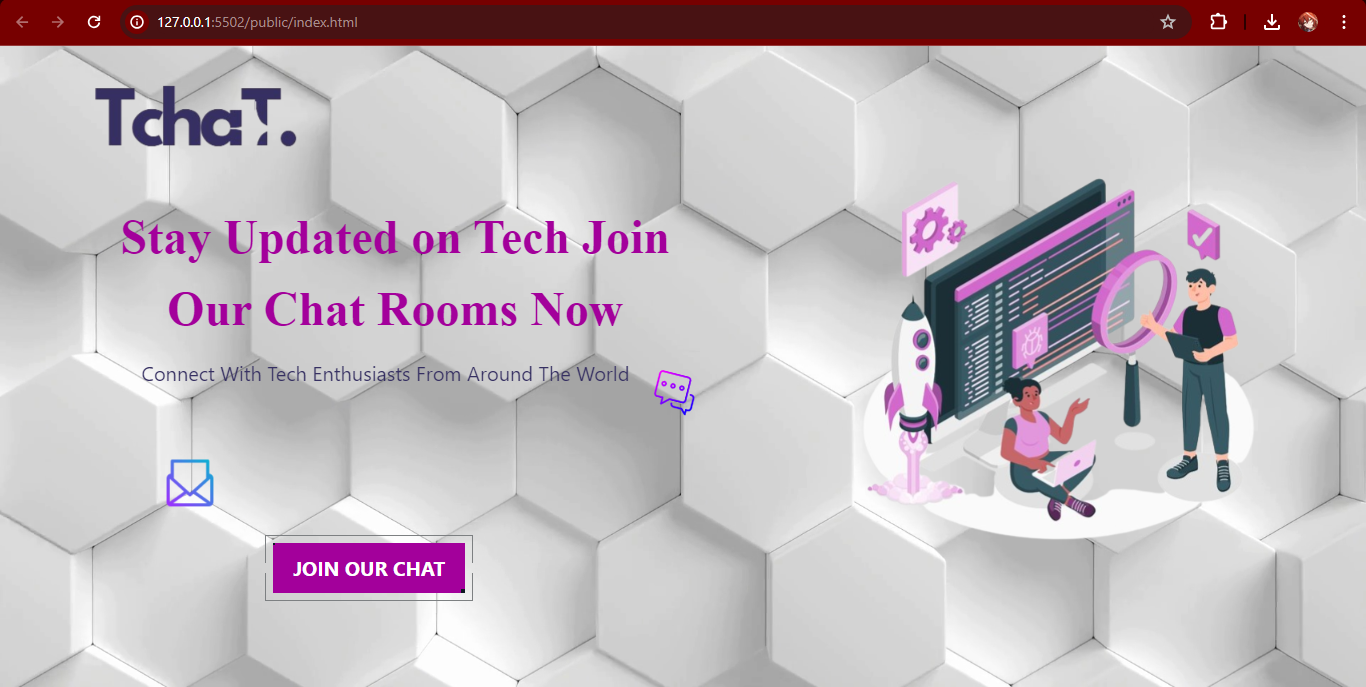 127.0.0.1:5502/public/index.html
TchaT.
Stay Updated on Tech Join
Our Chat Rooms Now
Connect With Tech Enthusiasts From Around The World
JOIN OUR CHAT